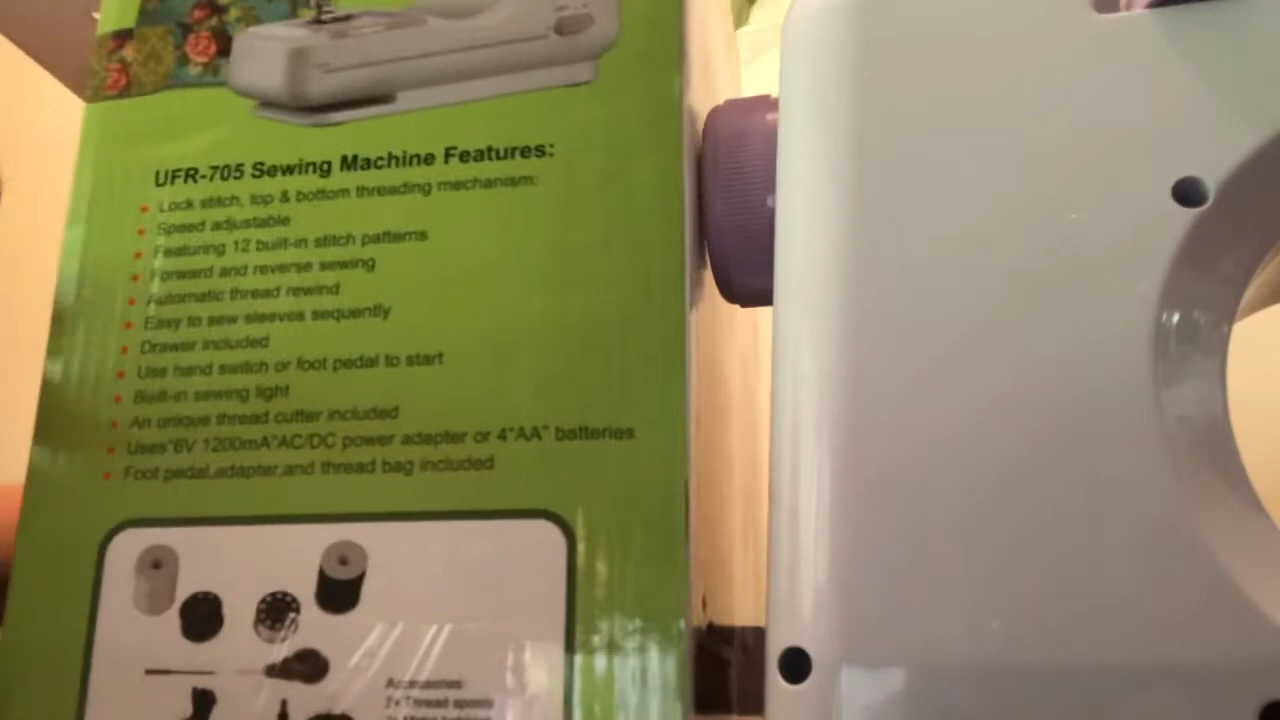 UFR-705 Sewing Machine Features:
Lock stitch, top & bottom threading mechanism:
Speed adjustable
Featuring 12 built-in stitch patterns
Forward and reverse sewing
Automatic thread rewind
Easy to sew sleeves sequently
Drawer included
Use hand switch or foot pedal to start
Built-in sewing light
An unique thread cutter included
Uses"6V 1200mA"AC/DC power adapter or 4"AA" batteries
Foot pedal,adapter,and thread bag included
Accessories:
2×Thread spools